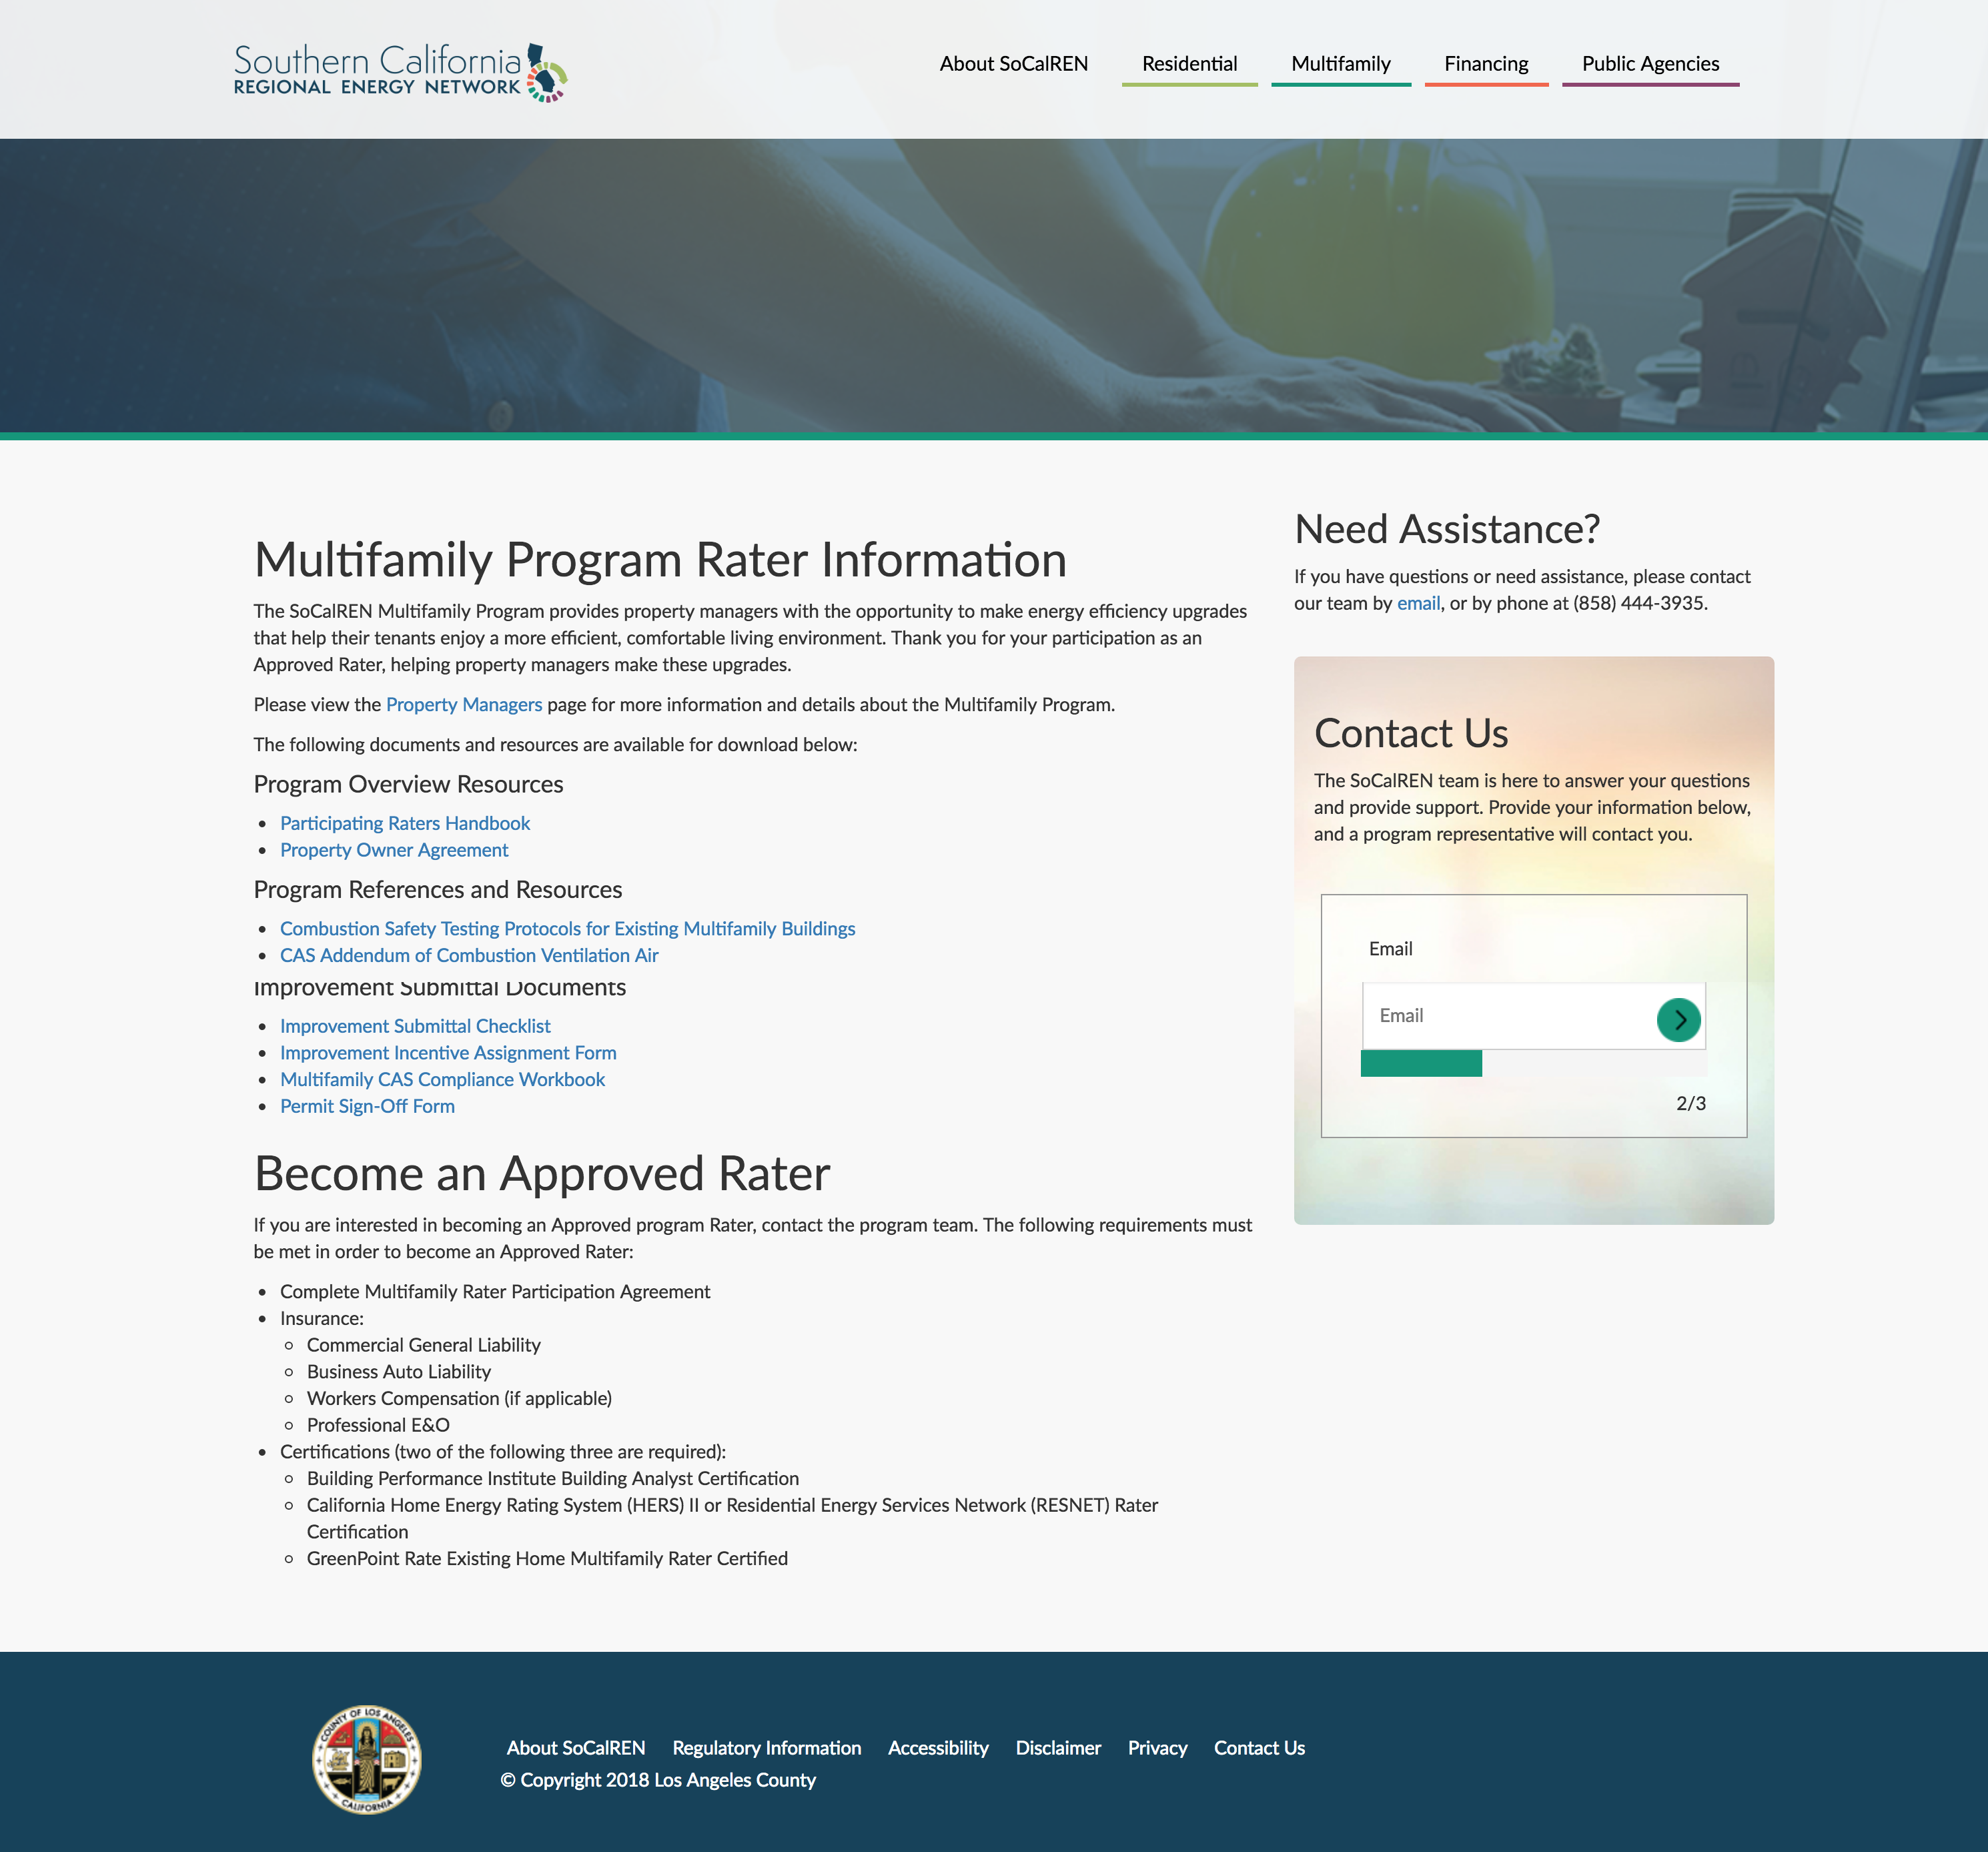 Southern California
REGIONAL ENERGY NETWORK
About SoCalREN
Residential
Multifamily
Financing
Public Agencies
Multifamily Program Rater Information
The SoCalREN Multifamily Program provides property managers with the opportunity to make energy efficiency upgrades
that help their tenants enjoy a more efficient, comfortable living environment. Thank you for your participation as an
Approved Rater, helping property managers make these upgrades.
Please view the Property Managers page for more information and details about the Multifamily Program.
The following documents and resources are available for download below:
Program Overview Resources
Participating Raters Handbook
Property Owner Agreement
Program References and Resources
Combustion Safety Testing Protocols for Existing Multifamily Buildings
CAS Addendum of Combustion Ventilation Air
Improvement Submittal Documents
Improvement Submittal Checklist
Improvement Incentive Assignment Form
Multifamily CAS Compliance Workbook
Permit Sign-Off Form
Become an Approved Rater
If you are interested in becoming an Approved program Rater, contact the program team. The following requirements must
be met in order to become an Approved Rater:
Complete Multifamily Rater Participation Agreement
Insurance:
Commercial General Liability
Business Auto Liability
Workers Compensation (if applicable)
Professional E&O
Certifications (two of the following three are required):
Building Performance Institute Building Analyst Certification
California Home Energy Rating System (HERS) II or Residential Energy Services Network (RESNET) Rater
Certification
GreenPoint Rate Existing Home Multifamily Rater Certified
Need Assistance?
If you have questions or need assistance, please contact
our team by email, or by phone at (858) 444-3935.
Contact Us
The SoCalREN team is here to answer your questions
and provide support. Provide your information below,
and a program representative will contact you.
Email
Email
2/3
COUNTY OF LOS ANGELES
CALIFORNIA
About SoCalREN
Regulatory Information
Accessibility
Disclaimer
Privacy
Contact Us
© Copyright 2018 Los Angeles County